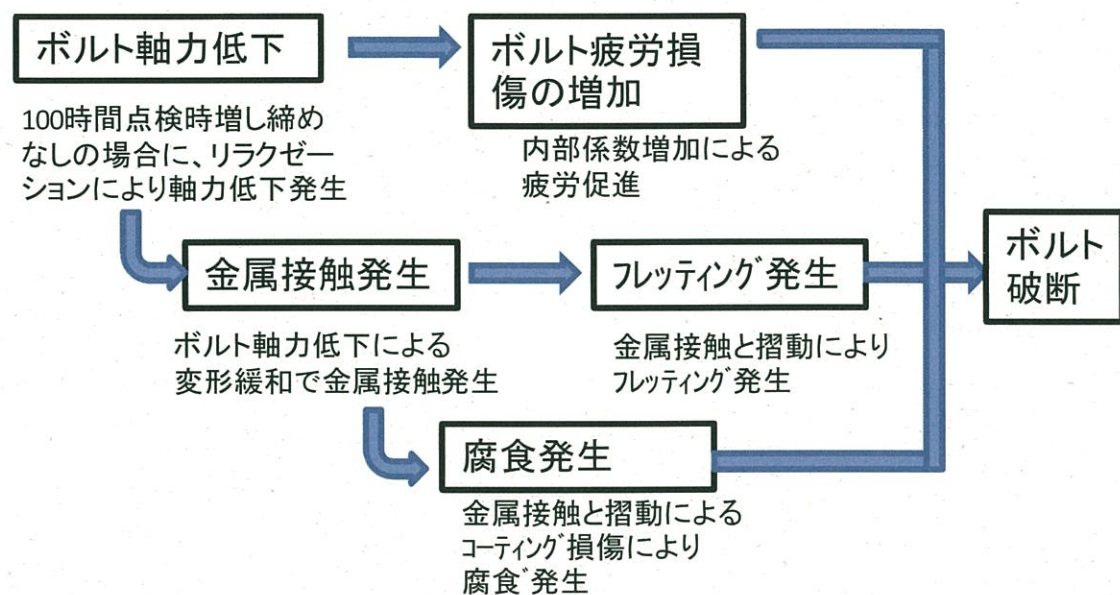 ボルト軸力低下
100時間点検時増し締め
なしの場合に、リラクゼー
ションにより軸力低下発生
ボルト疲労損
傷の増加
内部係数増加による
疲労促進
金属接触発生
ボルト軸力低下による
変形緩和で金属接触発生
フレッティング発生
金属接触と摺動により
フレッティング発生
腐食発生
金属接触と摺動による
コーティング損傷により
腐食゙発生
ボルト
破断